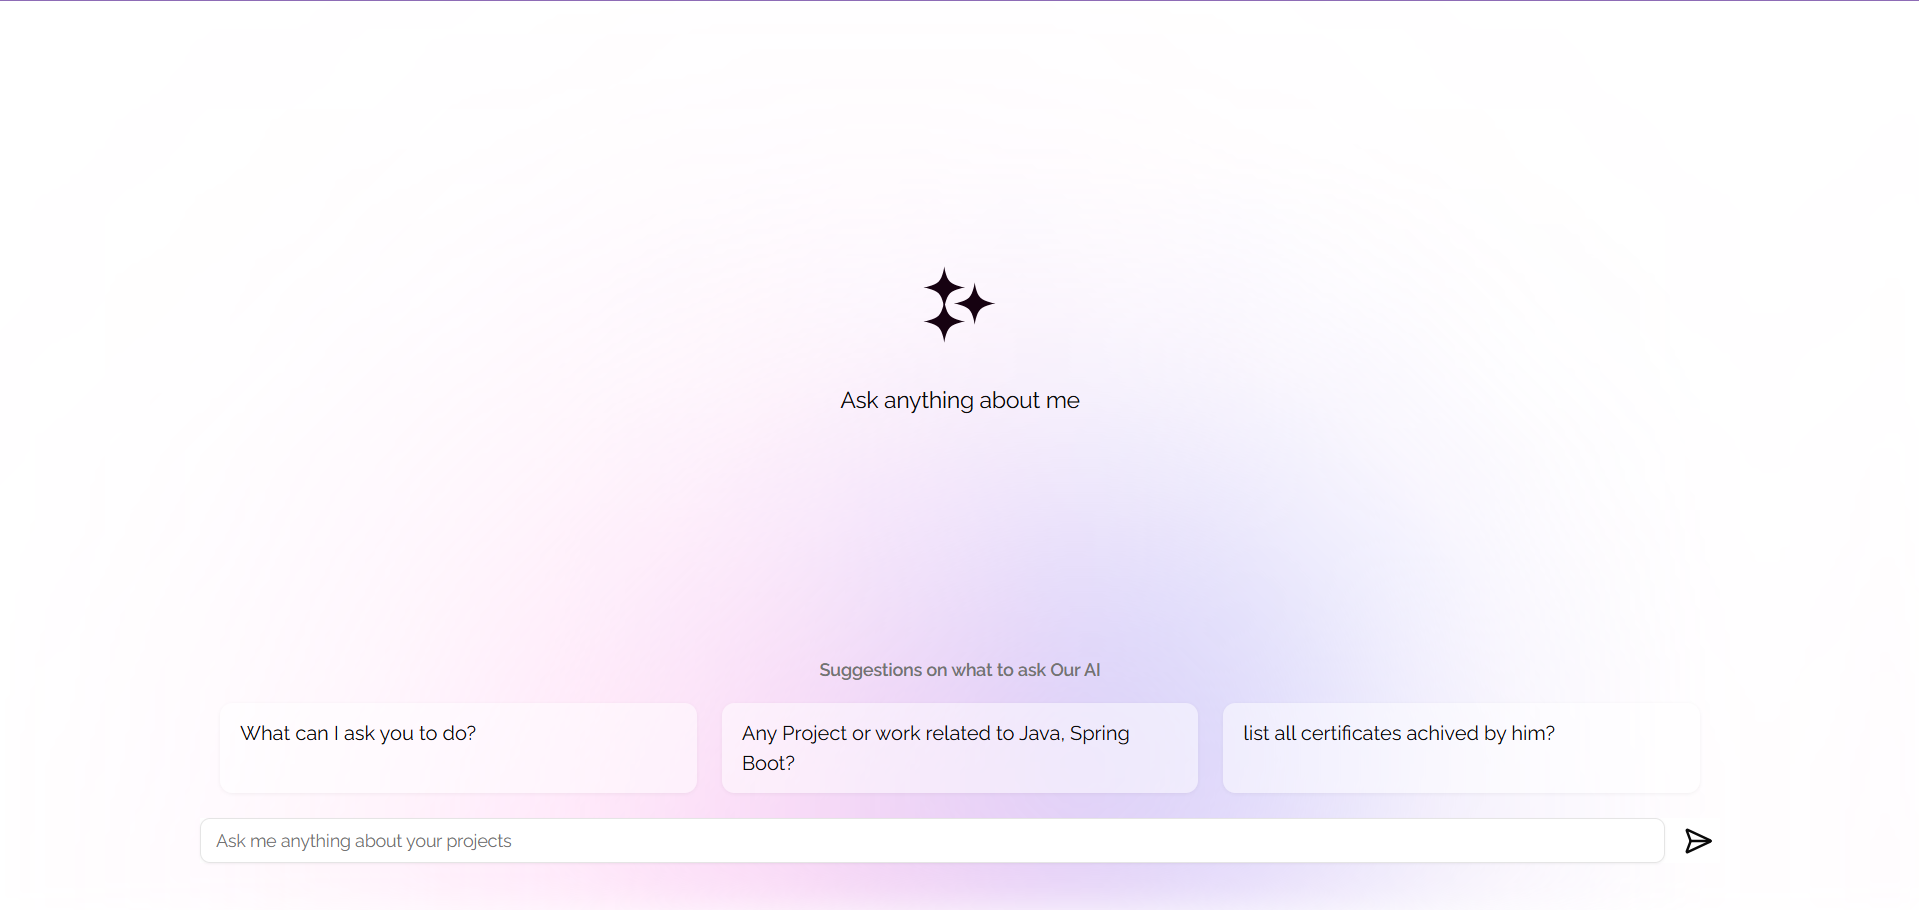 Ask anything about me
Suggestions on what to ask Our AI
What can I ask you to do?
Any Project or work related to Java, Spring
Boot?
list all certificates achived by him?
Ask me anything about your projects